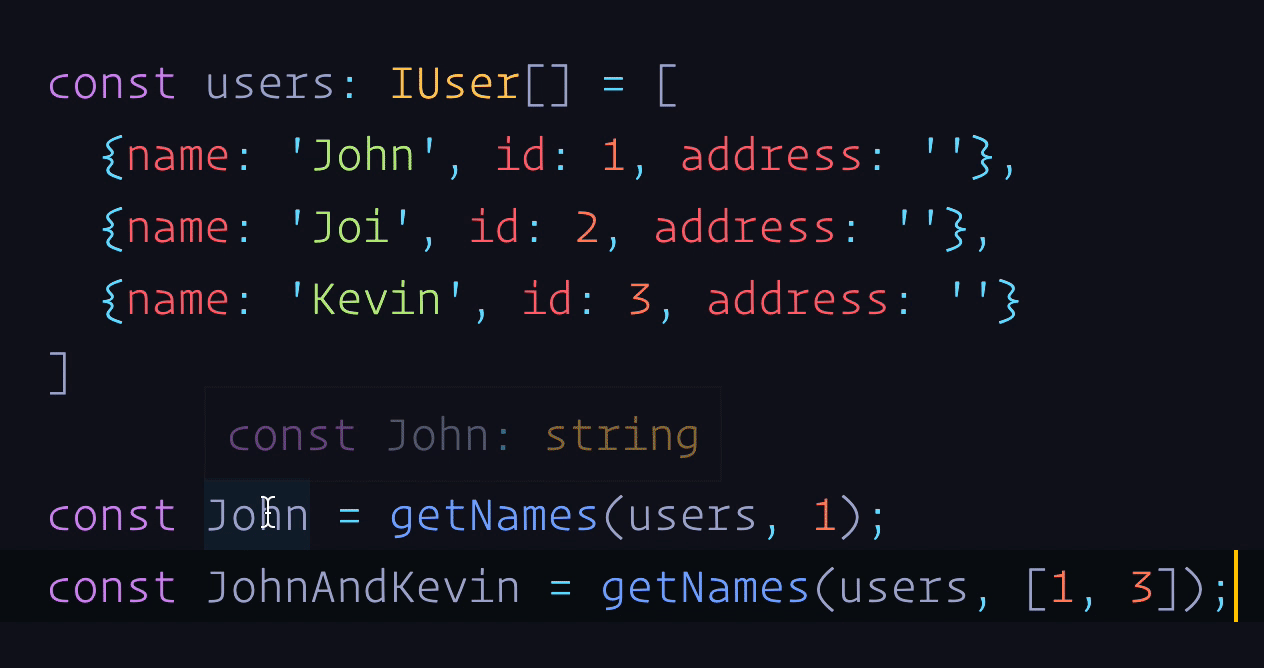 const users: IUser[] = [
  {name: 'John', id: 1, address: ''},
  {name: 'Joi', id: 2, address: ''},
  {name: 'Kevin', id: 3, address: ''}
]
const John: string
const John = getNames(users, 1);
const JohnAndKevin = getNames(users, [1, 3]);